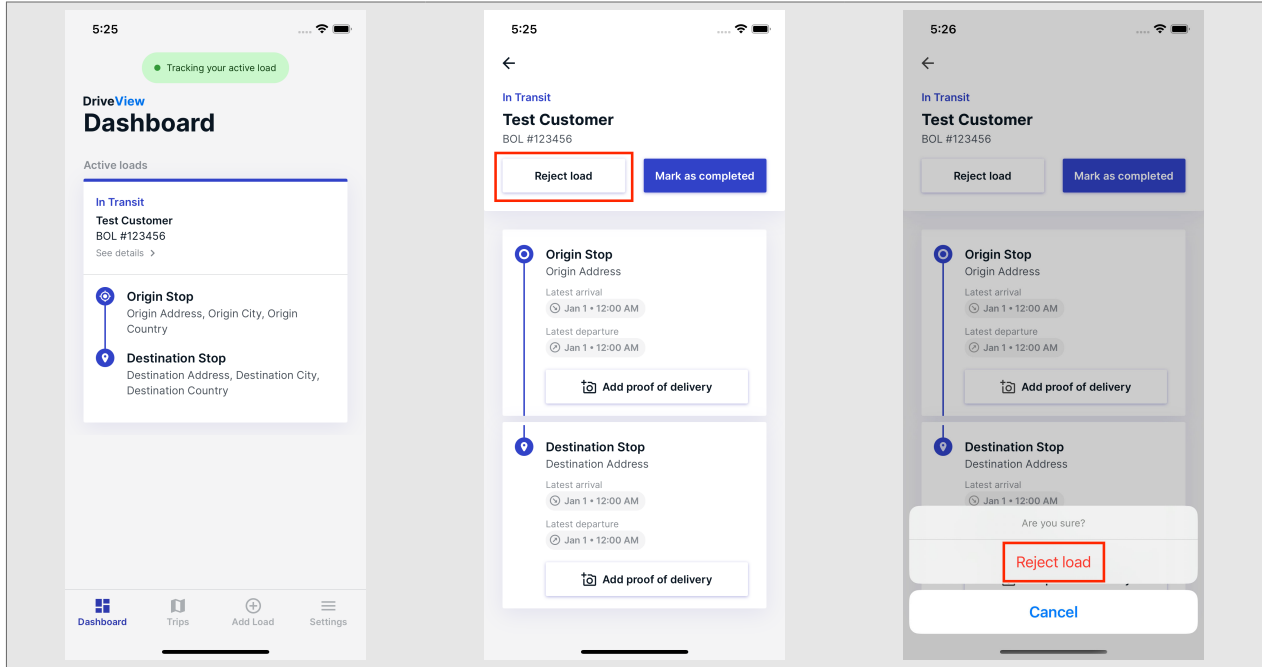 5:25
Tracking your active load
DriveView
Dashboard
Active loads
In Transit
Test Customer
BOL #123456
See details
Origin Stop
Origin Address, Origin City, Origin
Country
Destination Stop
Destination Address, Destination City,
Destination Country
Dashboard
Trips
Add Load
Settings
5:25
In Transit
Test Customer
BOL #123456
Reject load
Mark as completed
Origin Stop
Origin Address
Latest arrival
Jan 1 • 12:00 AM
Latest departure
Jan 1 • 12:00 AM
Add proof of delivery
Destination Stop
Destination Address
Latest arrival
Jan 1 • 12:00 AM
Latest departure
Jan 1 • 12:00 AM
Add proof of delivery
5:26
In Transit
Test Customer
BOL #123456
Reject load
Mark as completed
Origin Stop
Origin Address
Latest arrival
Jan 1 • 12:00 AM
Latest departure
Jan 1 • 12:00 AM
Add proof of delivery
Destination Stop
Destination Address
Latest arrival
Jan 1 • 12:00 AM
Are you sure?
Reject load
Cancel